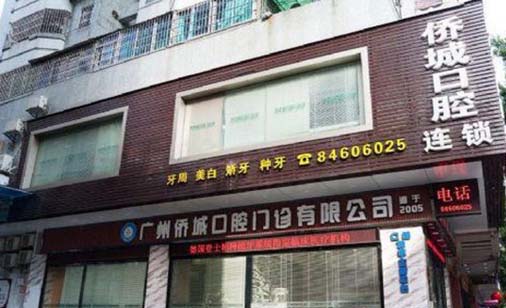 侨城口腔
连锁
牙周 美白 矫牙 种牙 ☎84606025
电话
84606025
广州侨城口腔门诊有限公司 源于
2005